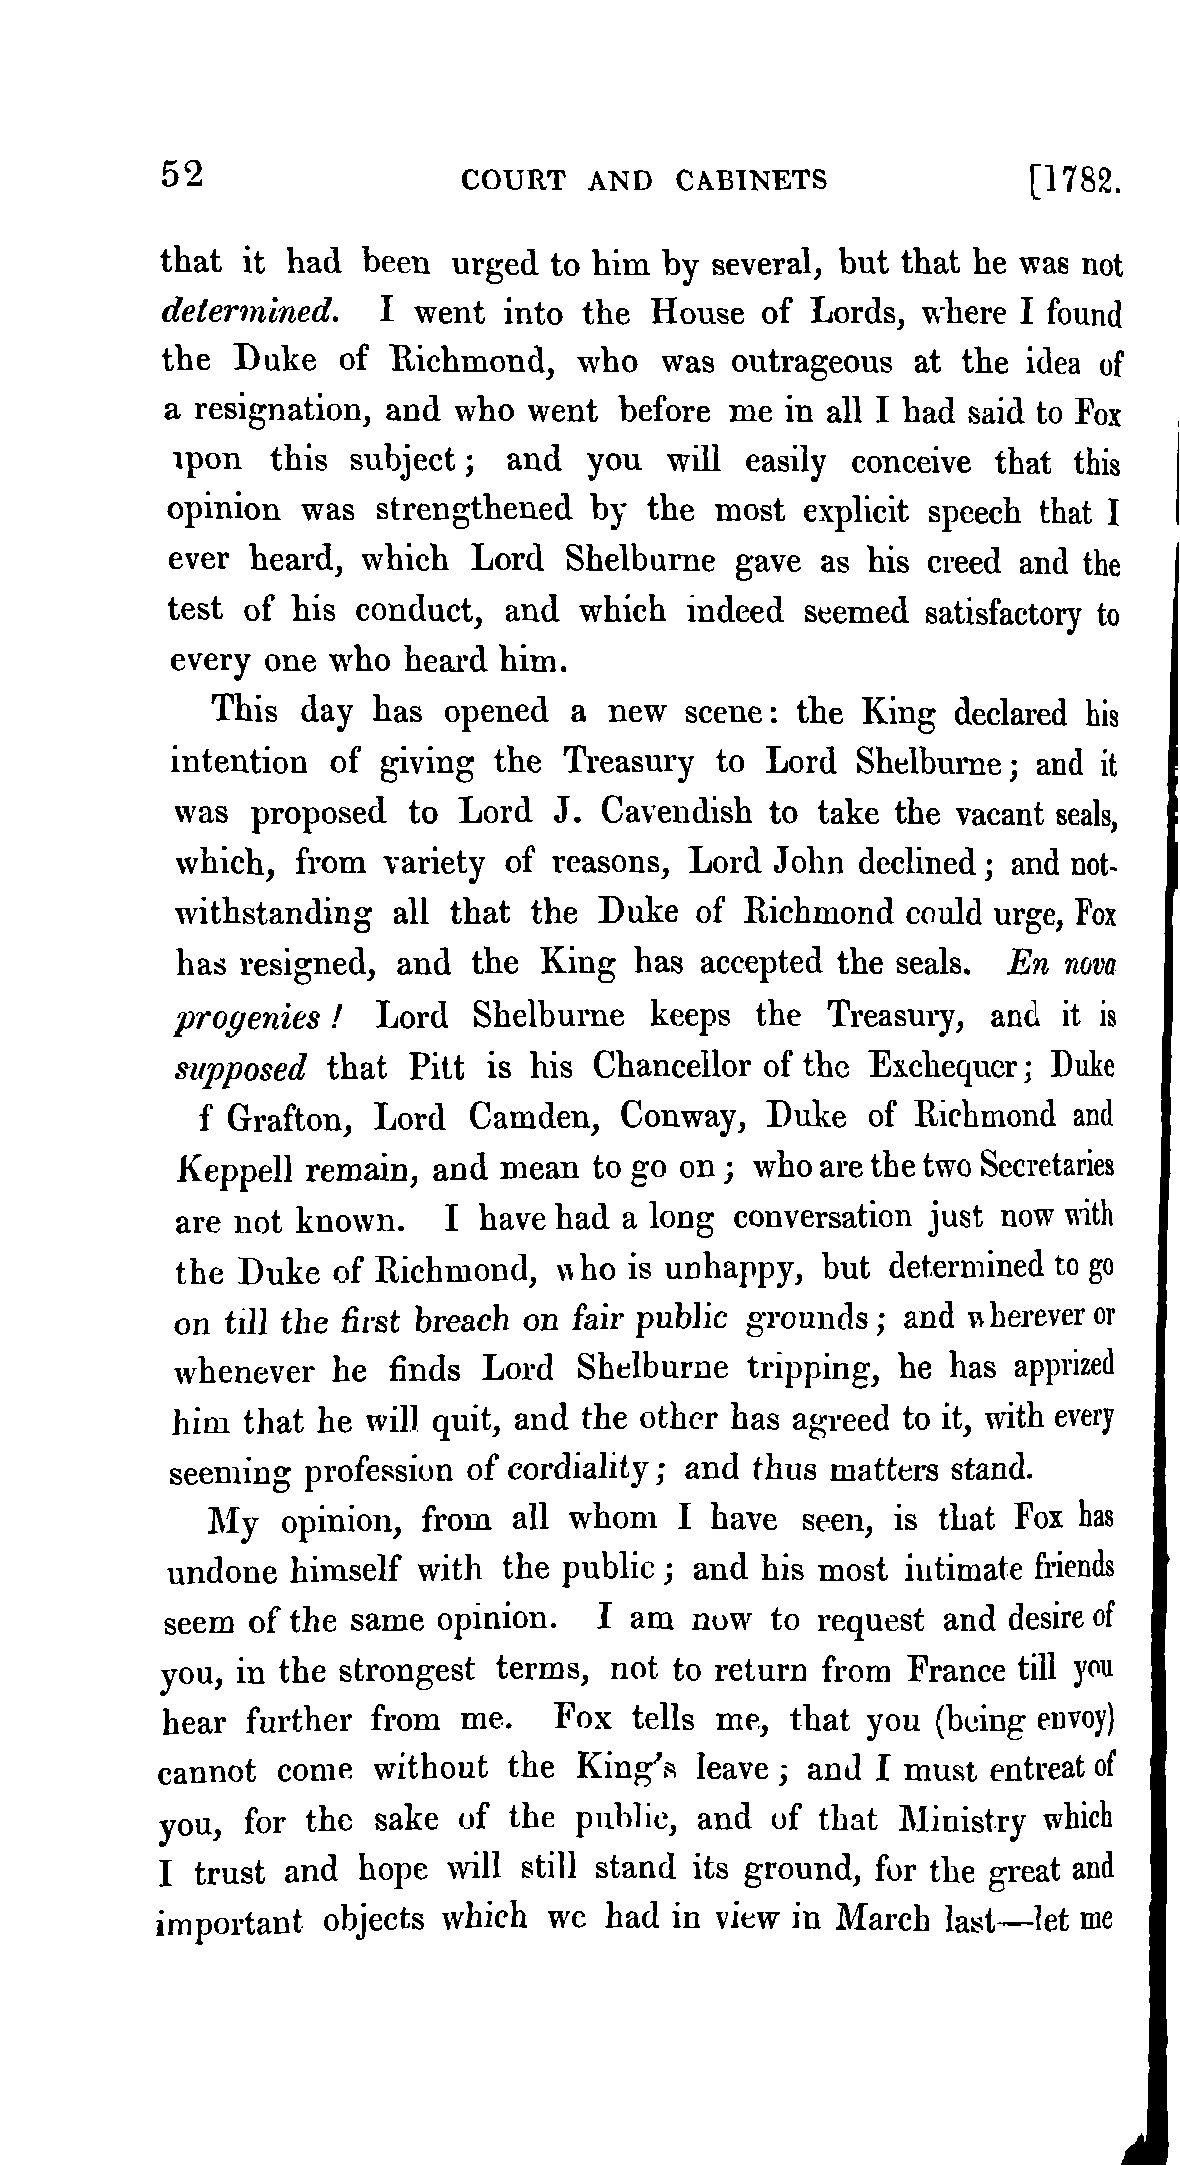 52 COURT AND CABINETS [1782.
that it had been urged to him by several, but that he was not
determined. I went into the House of Lords, where I found
the Duke of Richmond, who was outrageous at the idea of
a resignation, and who went before me in all I had said to Fox
upon this subject; and you will easily conceive that this
opinion was strengthened by the most explicit speech that I
ever heard, which Lord Shelburne gave as his creed and the
test of his conduct, and which indeed seemed satisfactory to
every one who heard him.
This day has opened a new scene: the King declared his
intention of giving the Treasury to Lord Shelburne; and it
was proposed to Lord J. Cavendish to take the vacant seals,
which, from variety of reasons, Lord John declined; and not-
withstanding all that the Duke of Richmond could urge, Fox
has resigned, and the King has accepted the seals. En nova
progenies! Lord Shelburne keeps the Treasury, and it is
supposed that Pitt is his Chancellor of the Exchequer; Duke
f Grafton, Lord Camden, Conway, Duke of Richmond and
Keppell remain, and mean to go on; who are the two Secretaries
are not known. I have had a long conversation just now with
the Duke of Richmond, who is unhappy, but determined to go
on till the first breach on fair public grounds; and wherever or
whenever he finds Lord Shelburne tripping, he has apprized
him that he will quit, and the other has agreed to it, with every
seeming profession of cordiality; and thus matters stand.
My opinion, from all whom I have seen, is that Fox has
undone himself with the public; and his most intimate friends
seem of the same opinion. I am now to request and desire of
you, in the strongest terms, not to return from France till you
hear further from me. Fox tells me, that you (being envoy)
cannot come without the King's leave; and I must entreat of
you, for the sake of the public, and of that Ministry which
I trust and hope will still stand its ground, for the great and
important objects which we had in view in March last—let me